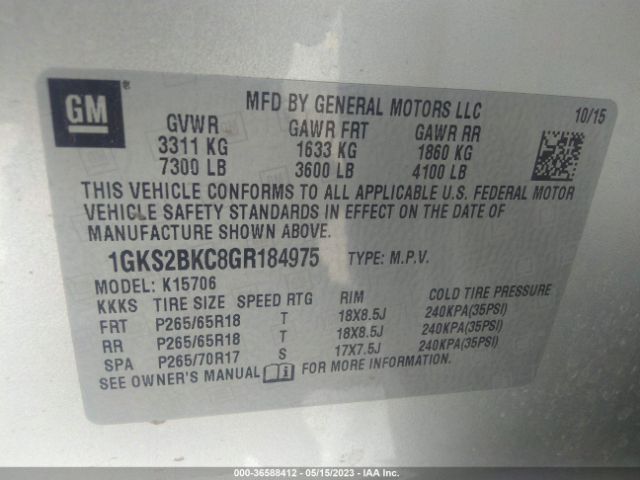 GM
MFD BY GENERAL MOTORS LLC 10/15
GVWR GAWR FRT GAWR RR
3311 KG 1633 KG 1860 KG
7300 LB 3600 LB 4100 LB
THIS VEHICLE CONFORMS TO ALL APPLICABLE U.S. FEDERAL MOTOR
VEHICLE SAFETY STANDARDS IN EFFECT ON THE DATE OF
MANUFACTURE SHOWN ABOVE.
1GKS2BKC8GR184975 TYPE: M.P.V.
MODEL: K15706
KKKS TIRE SIZE SPEED RTG RIM COLD TIRE PRESSURE
FRT P265/65R18 T 18X8.5J 240KPA(35PSI)
RR P265/65R18 T 18X8.5J 240KPA(35PSI)
SPA P265/70R17 S 17X7.5J 240KPA(35PSI)
SEE OWNER'S MANUAL FOR MORE INFORMATION.
000-36588412 - 05/15/2023 - IAA Inc.